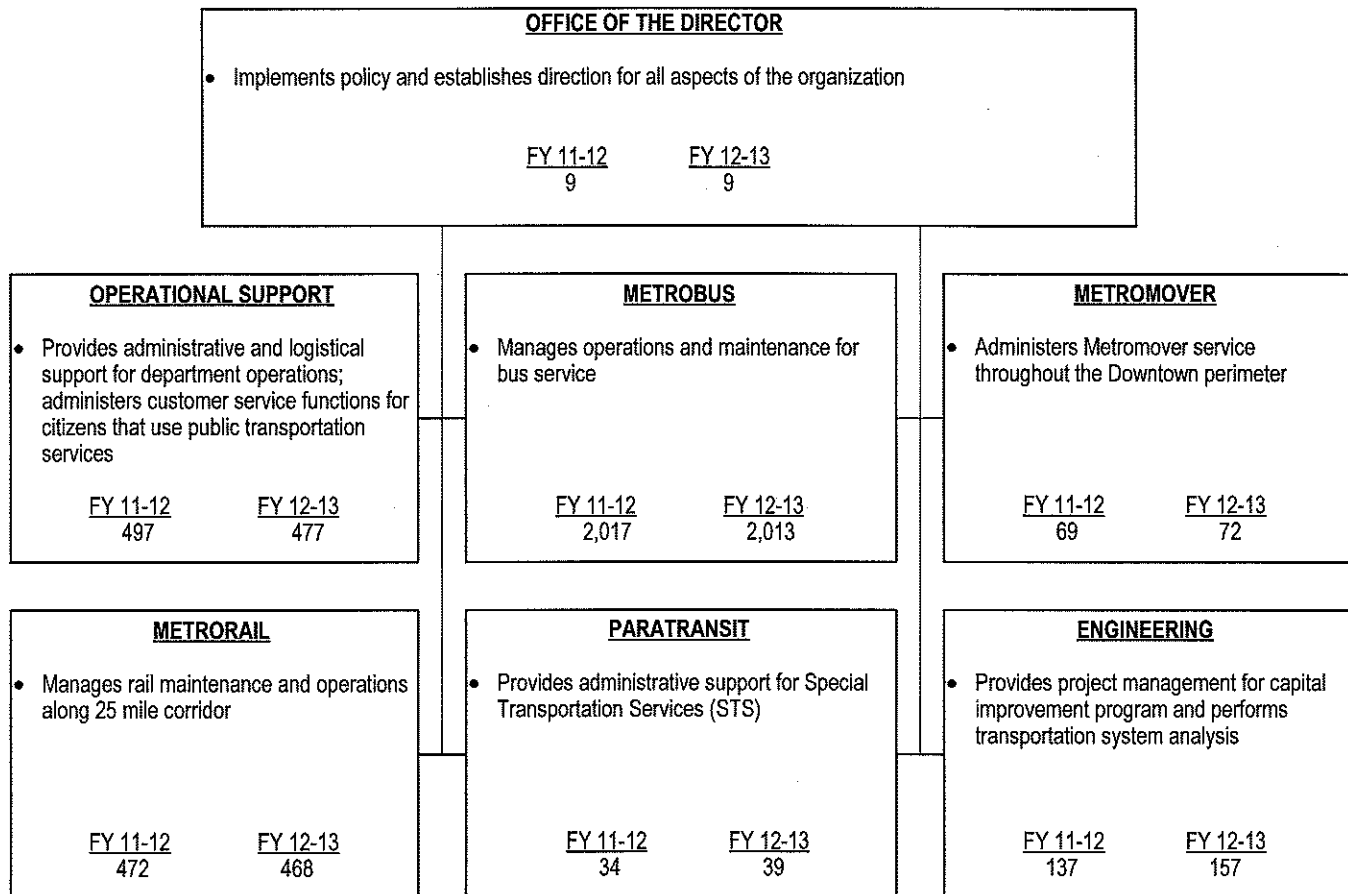 OFFICE OF THE DIRECTOR
• Implements policy and establishes direction for all aspects of the organization
FY 11-12 FY 12-13
9 9
OPERATIONAL SUPPORT
• Provides administrative and logistical
support for department operations;
administers customer service functions for
citizens that use public transportation
services
FY 11-12 FY 12-13
497 477
METROBUS
• Manages operations and maintenance for
bus service
FY 11-12 FY 12-13
2,017 2,013
METROMOVER
• Administers Metromover service
throughout the Downtown perimeter
FY 11-12 FY 12-13
69 72
METRORAIL
• Manages rail maintenance and operations
along 25 mile corridor
FY 11-12 FY 12-13
472 468
PARATRANSIT
• Provides administrative support for Special
Transportation Services (STS)
FY 11-12 FY 12-13
34 39
ENGINEERING
• Provides project management for capital
improvement program and performs
transportation system analysis
FY 11-12 FY 12-13
137 157